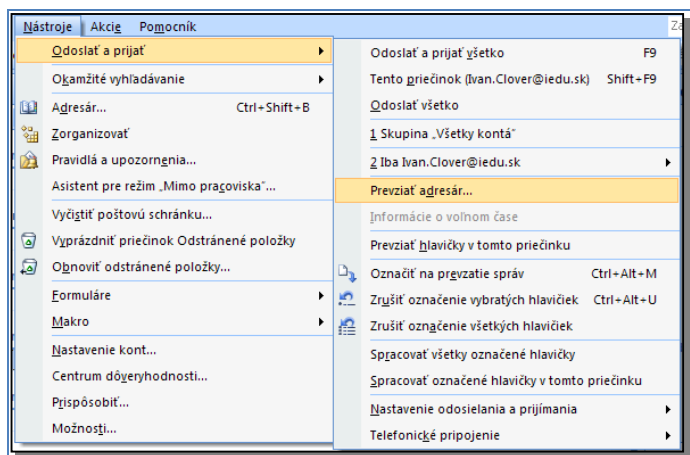 Nástroje Akcie Pomocník
Odoslať a prijať
Okamžité vyhľadávanie
Adresár... Ctrl+Shift+B
Zorganizovať
Pravidlá a upozornenia...
Asistent pre režim „Mimo pracoviska“...
Vyčistiť poštovú schránku...
Vyprázdniť priečinok Odstránené položky
Obnoviť odstránené položky...
Formuláre
Makro
Nastavenie kont...
Centrum dôveryhodnosti...
Prispôsobiť...
Možnosti...
Za
Odoslať a prijať všetko F9
Tento priečinok (Ivan.Clover@iedu.sk) Shift+F9
Odoslať všetko
1 Skupina „Všetky kontá“
2 Iba Ivan.Clover@iedu.sk
Prevziať adresár...
Informácie o voľnom čase
Prevziať hlavičky v tomto priečinku
Označiť na prevzatie správ Ctrl+Alt+M
Zrušiť označenie vybratých hlavičiek Ctrl+Alt+U
Zrušiť označenie všetkých hlavičiek
Spracovať všetky označené hlavičky
Spracovať označené hlavičky v tomto priečinku
Nastavenie odosielania a prijímania
Telefonické pripojenie